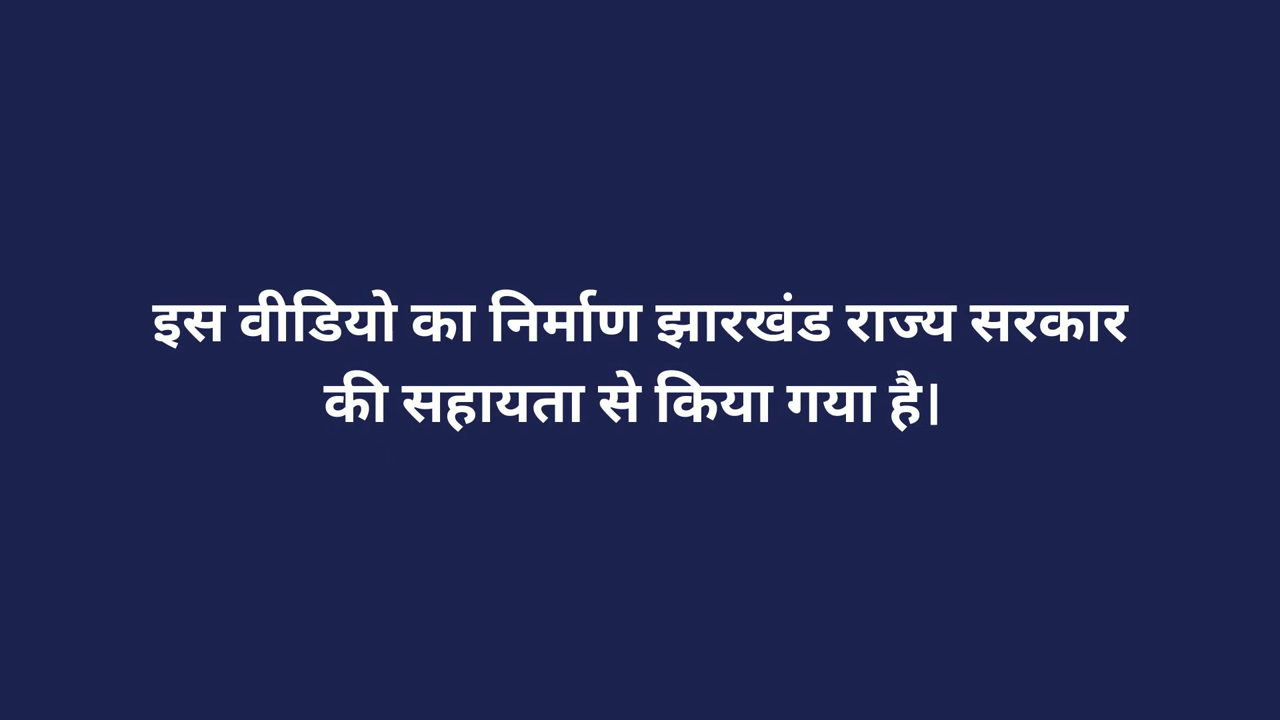 इस वीडियो का निर्माण झारखंड राज्य सरकार
की सहायता से किया गया है।